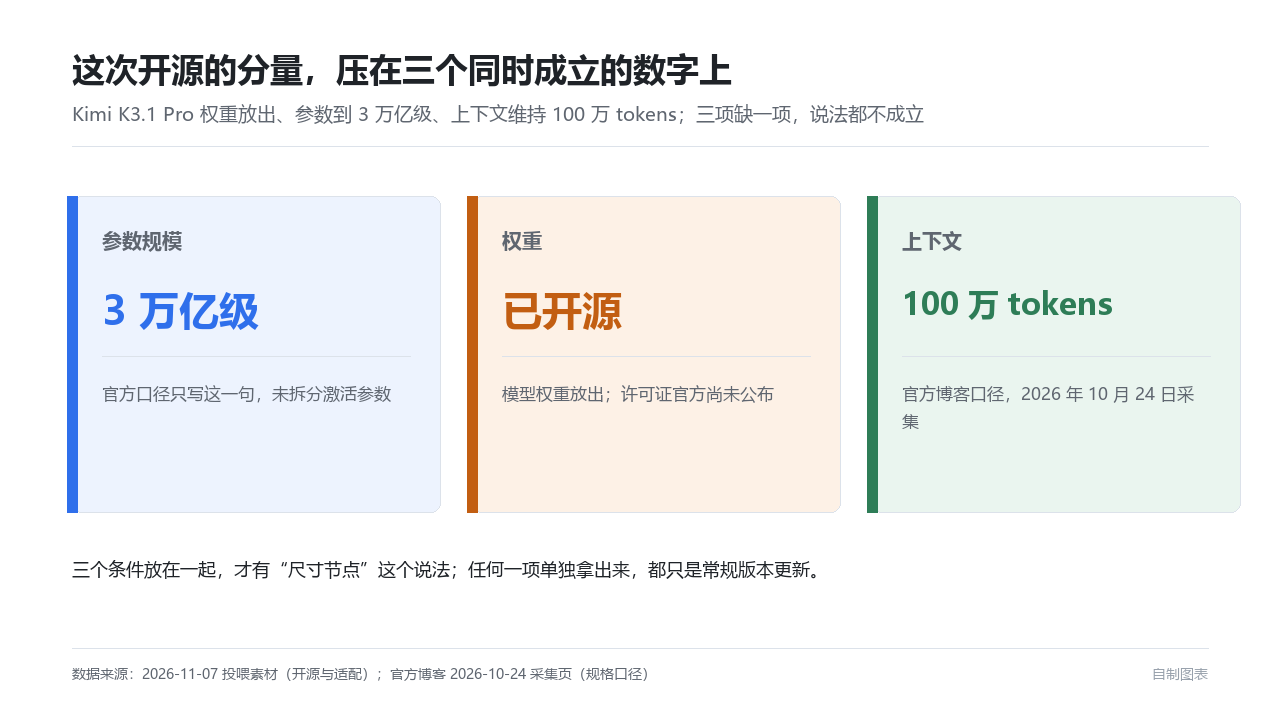 这次开源的分量，压在三个同时成立的数字上
Kimi K3.1 Pro 权重放出、参数到 3 万亿级、上下文维持 100 万 tokens；三项缺一项，说法都不成立
参数规模
3 万亿级
官方口径只写这一句，未拆分激活参数
权重
已开源
模型权重放出；许可证官方尚未公布
上下文
100 万 tokens
官方博客口径，2026 年 10 月 24 日采
集
三个条件放在一起，才有“尺寸节点”这个说法；任何一项单独拿出来，都只是常规版本更新。
数据来源：2026-11-07 投喂素材（开源与适配）；官方博客 2026-10-24 采集页（规格口径）
自制图表